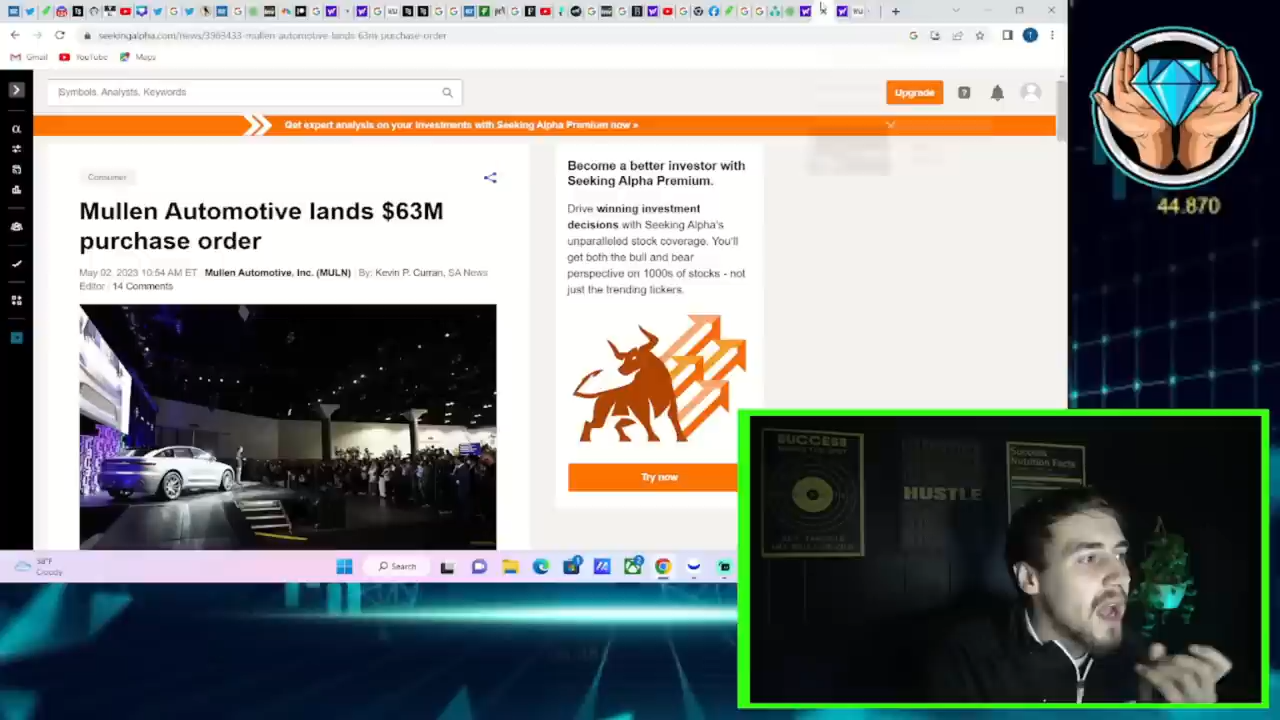 seekingalpha.com/news/3963433-mullen-automotive-lands-63m-purchase-order
Gmail
YouTube
Maps
Symbols, Analysts, Keywords
Upgrade
Get expert analysis on your investments with Seeking Alpha Premium now »
Consumer
Mullen Automotive lands $63M
purchase order
May 02, 2023 10:54 AM ET Mullen Automotive, Inc. (MULN) By: Kevin P. Curran, SA News
Editor 14 Comments
Become a better investor with
Seeking Alpha Premium.
Drive winning investment
decisions with Seeking Alpha's
unparalleled stock coverage. You'll
get both the bull and bear
perspective on 1000s of stocks - not
just the trending tickers.
Try now
44.870
SUCCESS
HUSTLE
Success
Nutrition Facts
Cloudy
Search